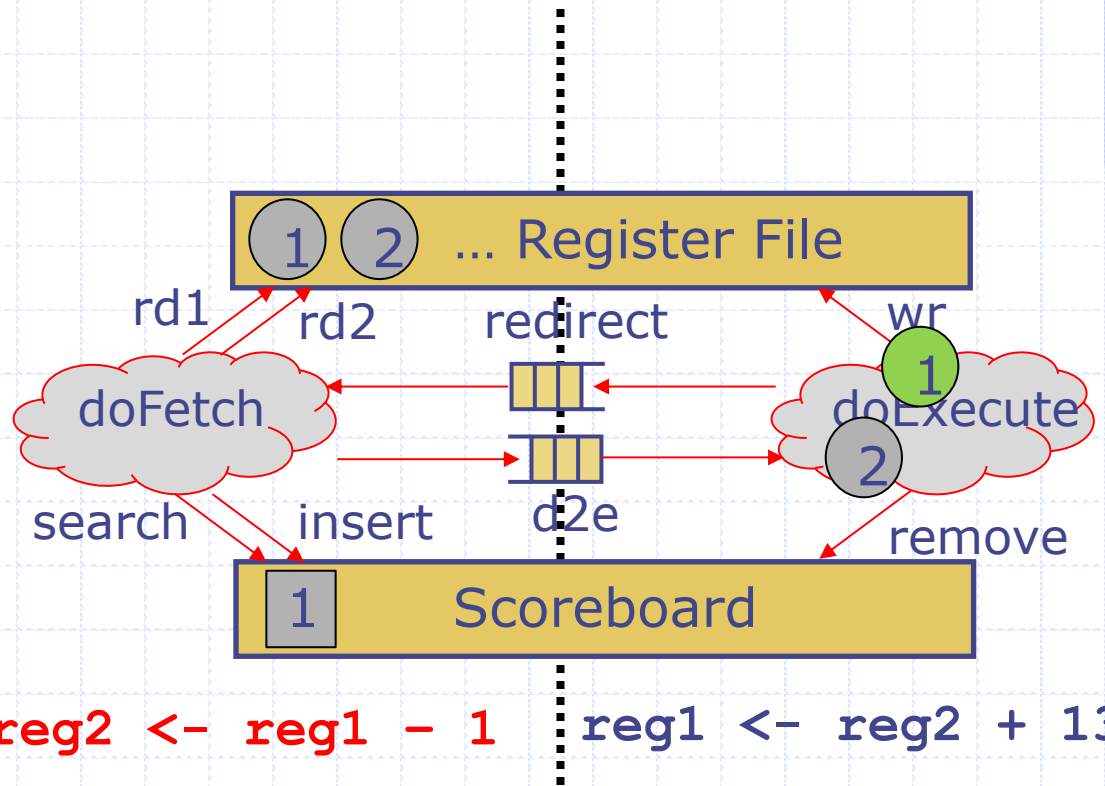 1 2 … Register File
rd1 rd2 redirect wr
1
doFetch doExecute
2
search insert d2e remove
1 Scoreboard
reg2 <- reg1 – 1 reg1 <- reg2 + 13